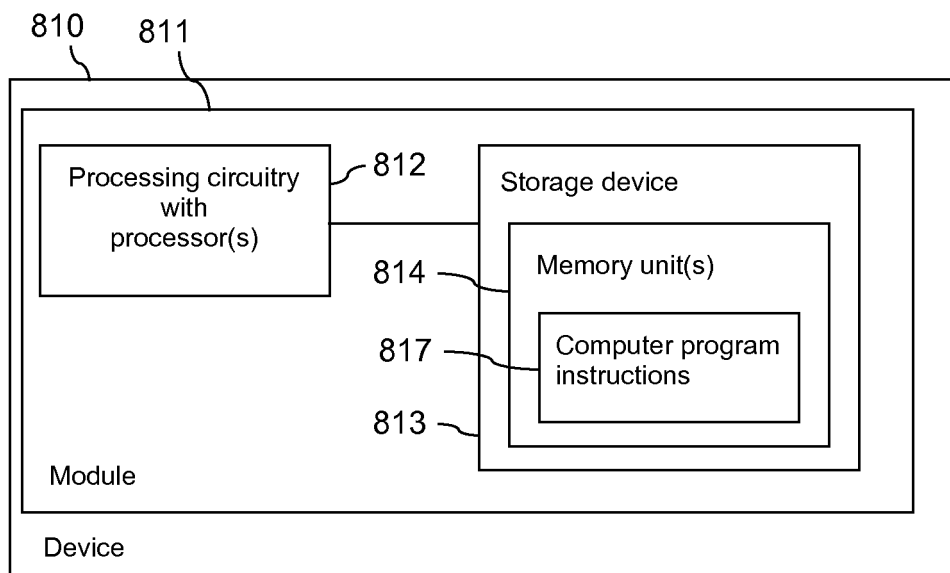 810
811
Processing circuitry
with
processor(s)
812
Storage device
814
Memory unit(s)
817
Computer program
instructions
813
Module
Device